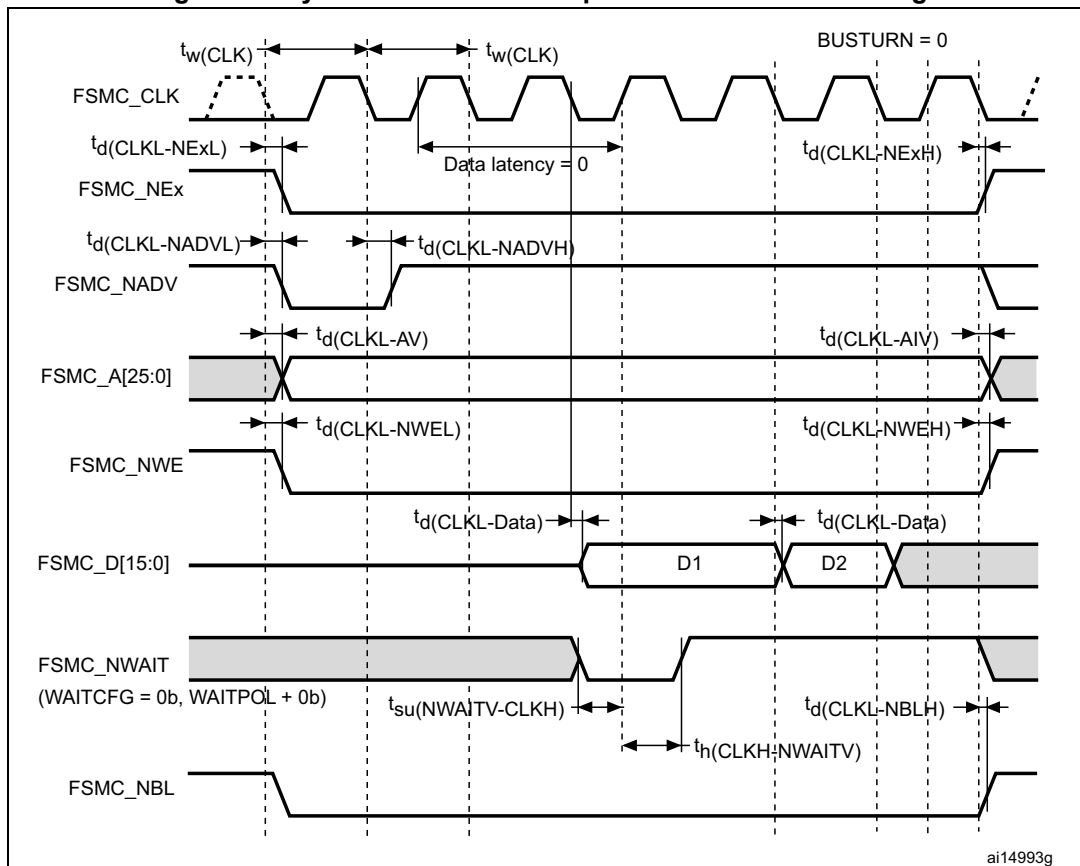 BUSTURN = 0
tw(CLK) tw(CLK)
FSMC_CLK
td(CLKL-NExL) Data latency = 0 td(CLKL-NExH)
FSMC_NEx
td(CLKL-NADVL) td(CLKL-NADVH)
FSMC_NADV
td(CLKL-AV) td(CLKL-AIV)
FSMC_A[25:0]
td(CLKL-NWEL) td(CLKL-NWEH)
FSMC_NWE
td(CLKL-Data) td(CLKL-Data)
FSMC_D[15:0] D1 D2
FSMC_NWAIT
(WAITCFG = 0b, WAITPOL + 0b)
tsu(NWAITV-CLKH) td(CLKL-NBLH)
th(CLKH-NWAITV)
FSMC_NBL
ai14993g